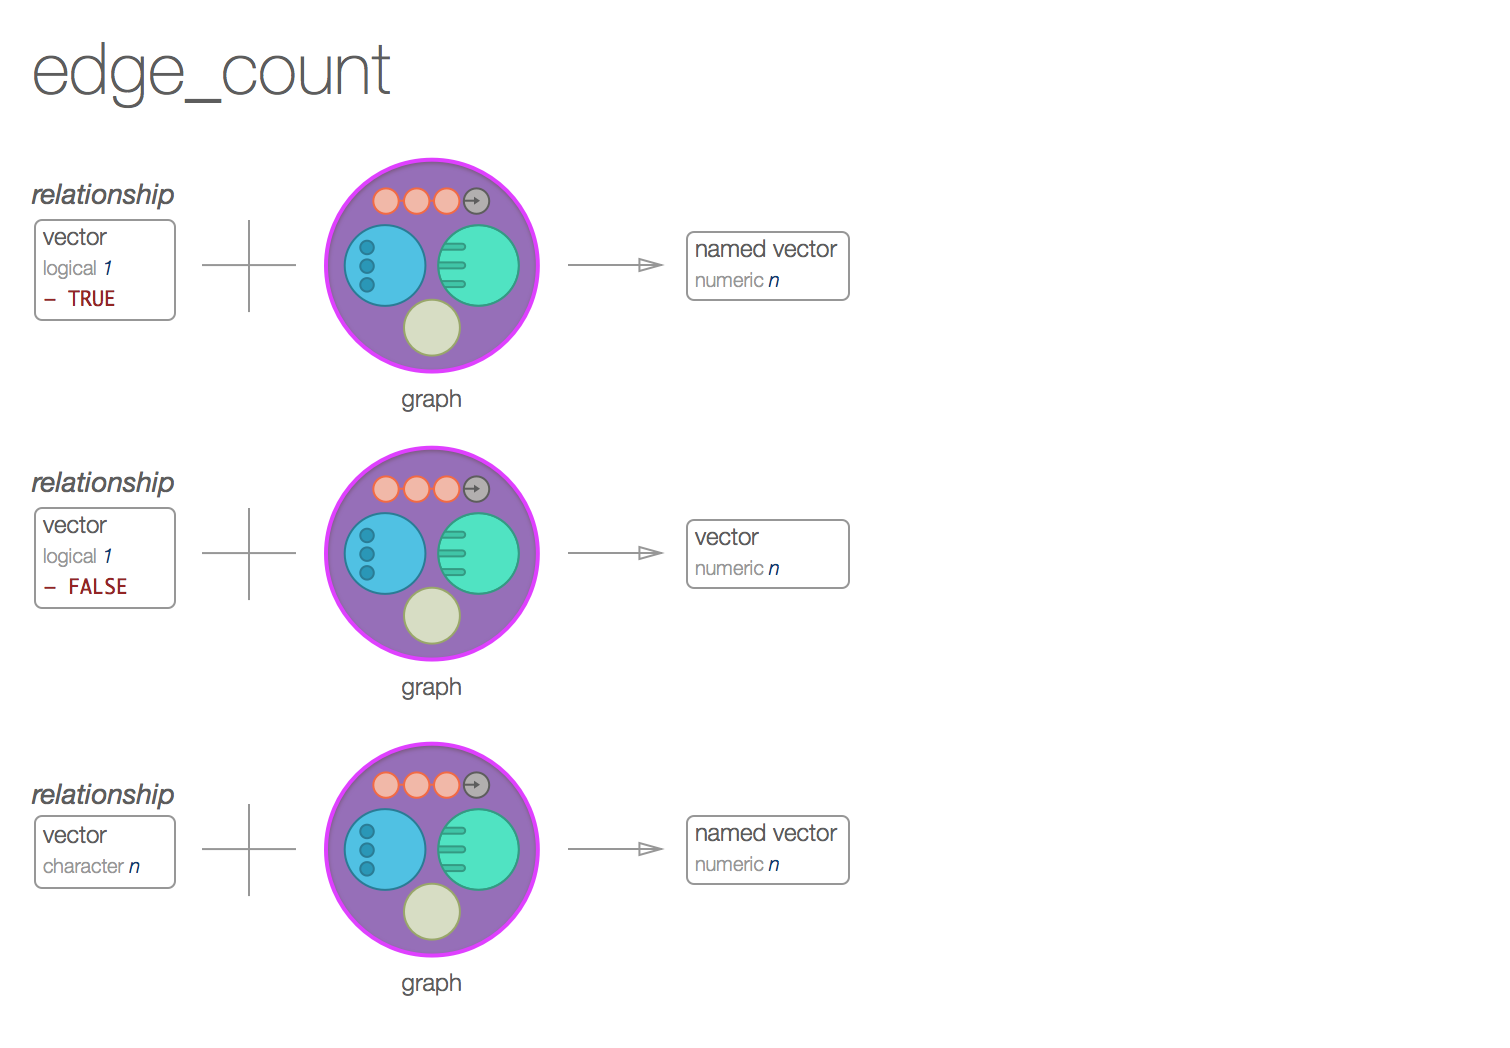 edge_count
relationship
vector
logical 1
– TRUE
graph
named vector
numeric n
relationship
vector
logical 1
– FALSE
graph
vector
numeric n
relationship
vector
character n
graph
named vector
numeric n